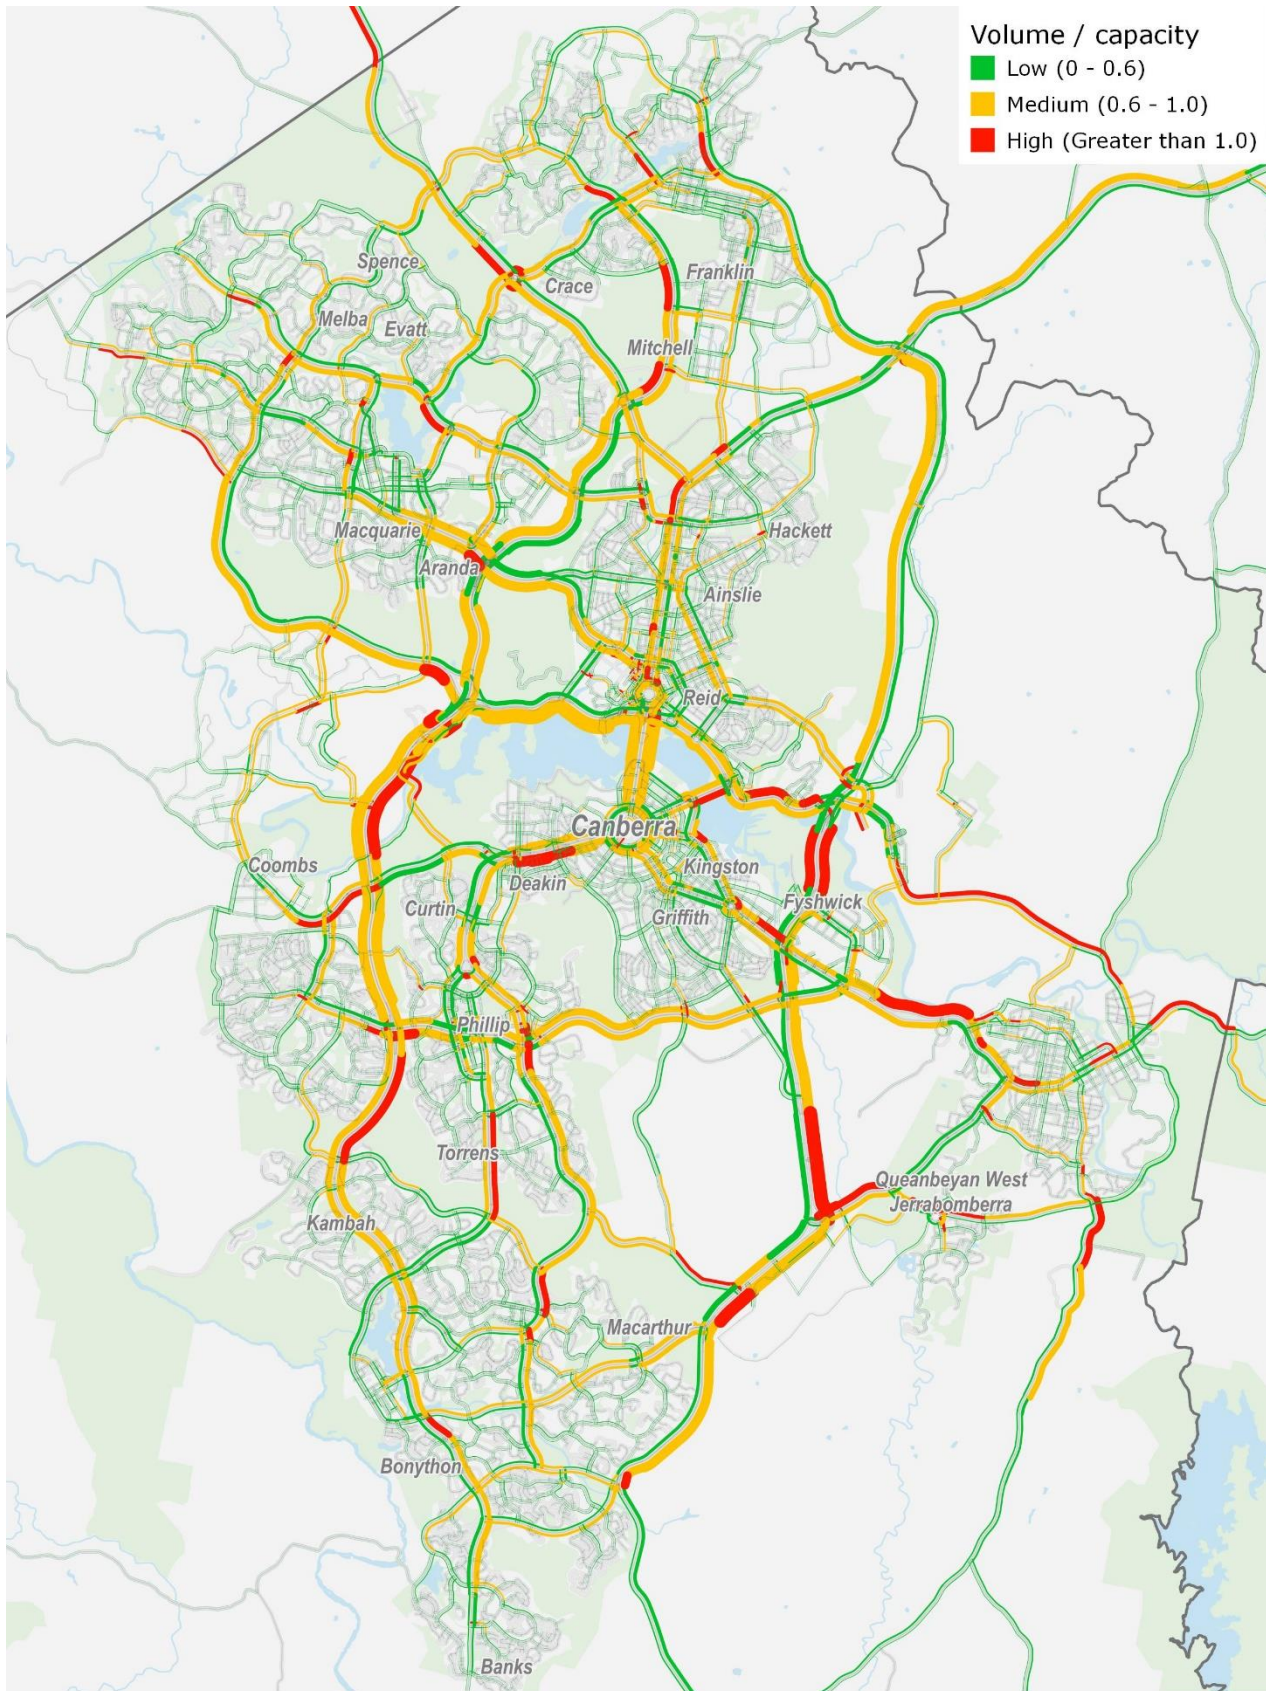 Volume / capacity
Low (0 - 0.6)
Medium (0.6 - 1.0)
High (Greater than 1.0)
Spence
Crace
Franklin
Melba
Evatt
Mitchell
Macquarie
Hackett
Aranda
Ainslie
Reid
Canberra
Coombs
Deakin
Kingston
Curtin
Griffith
Fyshwick
Phillip
Torrens
Queanbeyan West
Jerrabomberra
Kambah
Macarthur
Bonython
Banks